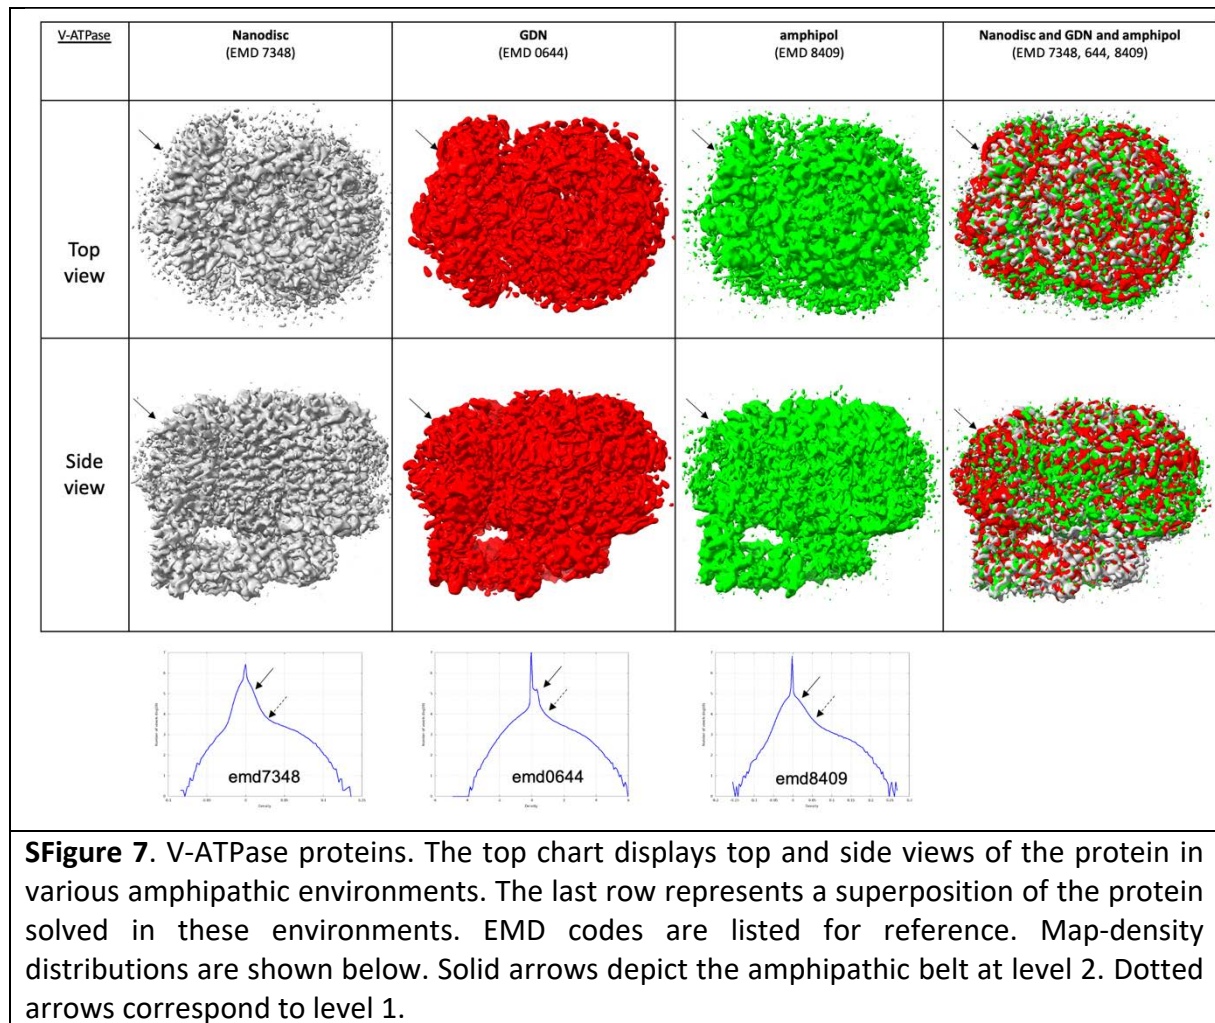 V-ATPase
Nanodisc
(EMD 7348)
GDN
(EMD 0644)
amphipol
(EMD 8409)
Nanodisc and GDN and amphipol
(EMD 7348, 644, 8409)
Top
view
Side
view
emd7348
Density
emd0644
Density
emd8409
Density
SFigure 7. V-ATPase proteins. The top chart displays top and side views of the protein in
various amphipathic environments. The last row represents a superposition of the protein
solved in these environments. EMD codes are listed for reference. Map-density
distributions are shown below. Solid arrows depict the amphipathic belt at level 2. Dotted
arrows correspond to level 1.